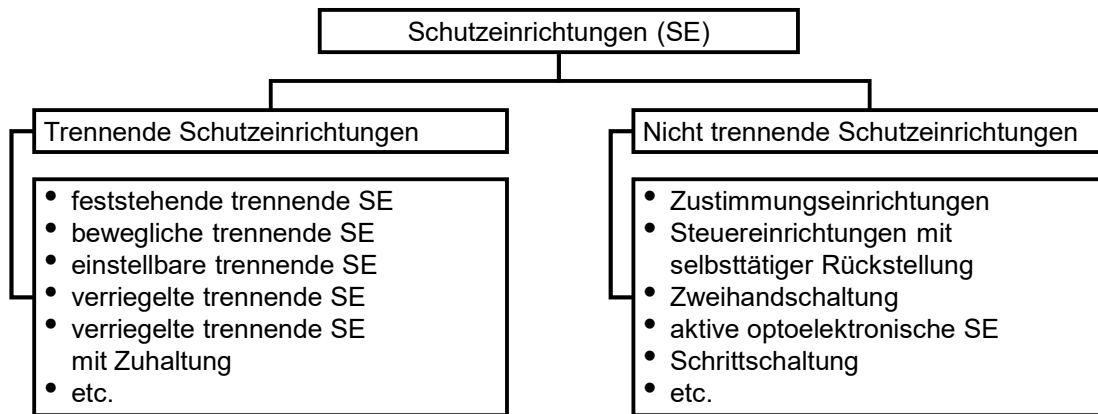 Schutzeinrichtungen (SE)
Trennende Schutzeinrichtungen
• feststehende trennende SE
• bewegliche trennende SE
• einstellbare trennende SE
• verriegelte trennende SE
• verriegelte trennende SE
mit Zuhaltung
• etc.
Nicht trennende Schutzeinrichtungen
• Zustimmungseinrichtungen
• Steuereinrichtungen mit
selbsttätiger Rückstellung
• Zweihandschaltung
• aktive optoelektronische SE
• Schrittschaltung
• etc.